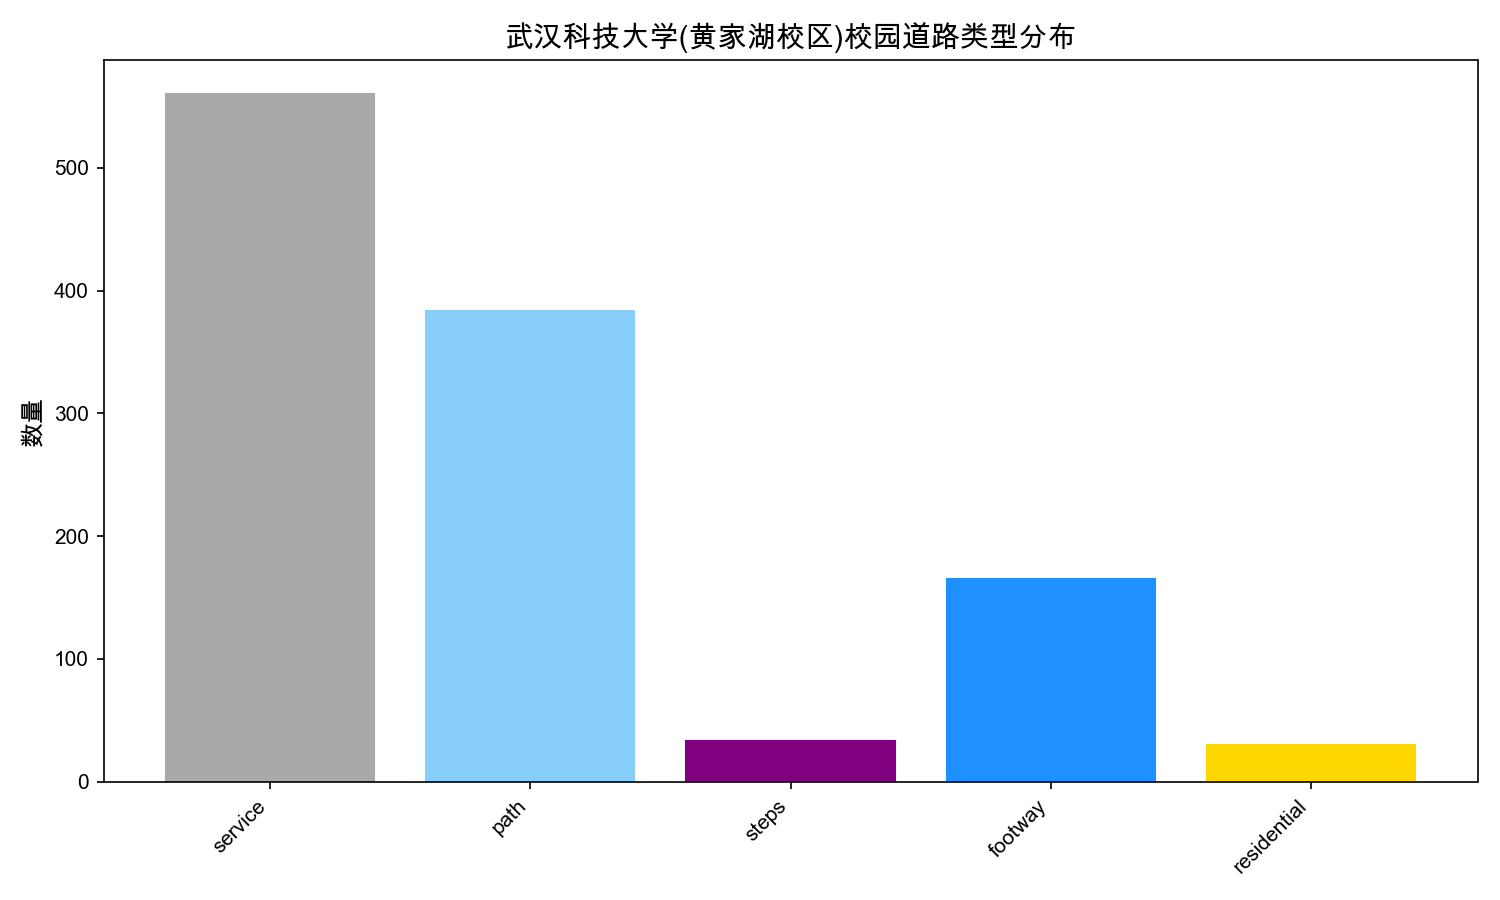 武汉科技大学(黄家湖校区)校园道路类型分布
数量
500
400
300
200
100
0
service
path
steps
footway
residential